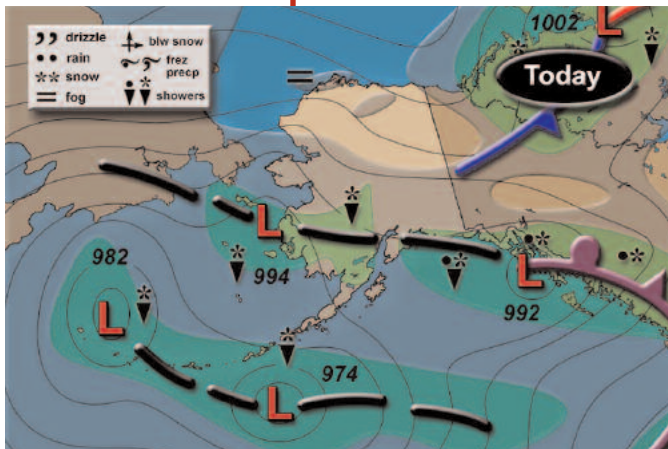 drizzle
rain
snow
fog
blw snow
frez
precp
showers
1002
L
Today
L
994
982
L
L
992
974
L